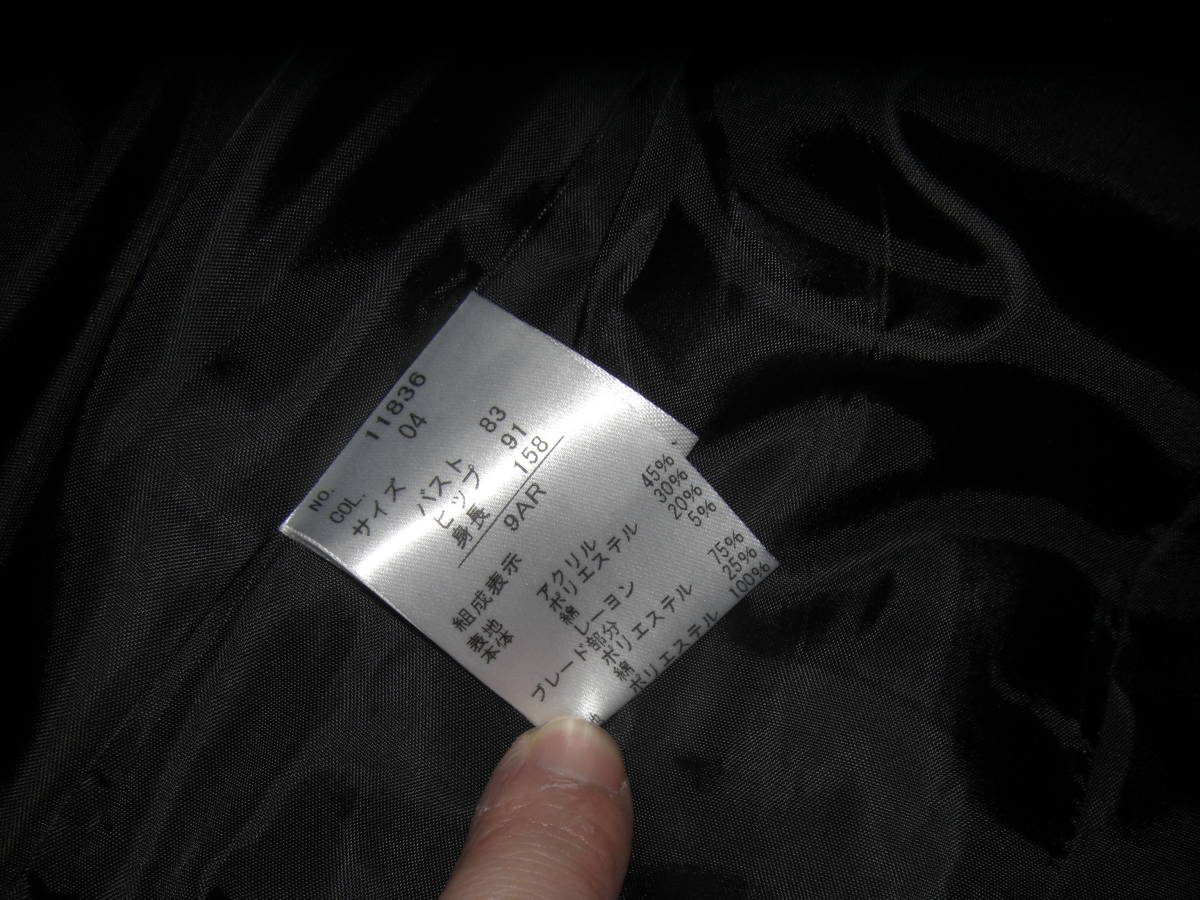 NO. 11836
COL. 04
サイズ
バスト 83
ヒップ 91
身長 158
9AR
組成表示
表地
本体 アクリル 45%
ポリエステル 30%
綿 20%
レーヨン 5%
ブレード部分
ポリエステル 75%
綿 25%
ポリエステル 100%